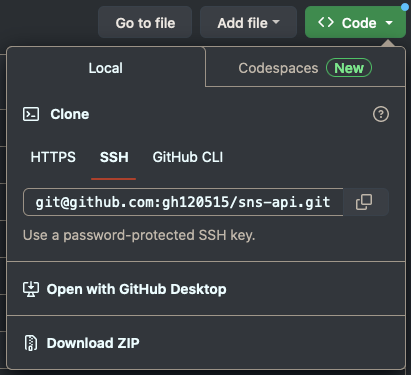 Go to file Add file Code
Local Codespaces New
Clone
HTTPS SSH GitHub CLI
git@github.com:gh120515/sns-api.git
Use a password-protected SSH key.
Open with GitHub Desktop
Download ZIP